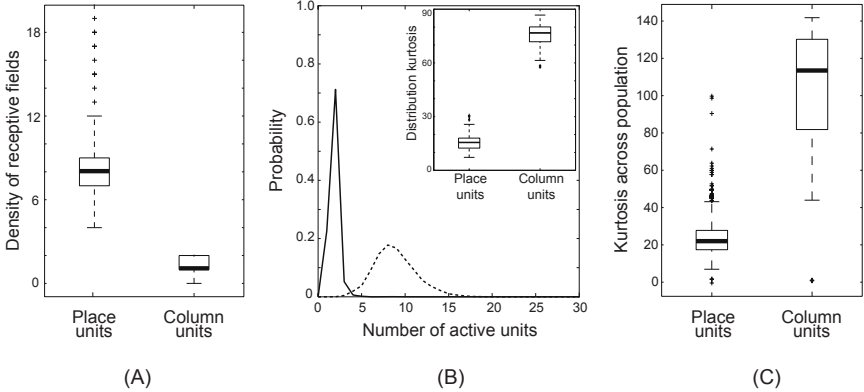 Density of receptive fields
18
12
6
0
Place units
Column units
(A)
Probability
1.0
0.8
0.6
0.4
0.2
0
0
5
10
15
20
25
30
Number of active units
Distribution kurtosis
90
60
30
0
Place units
Column units
(B)
Kurtosis across population
140
120
100
80
60
40
20
0
Place units
Column units
(C)